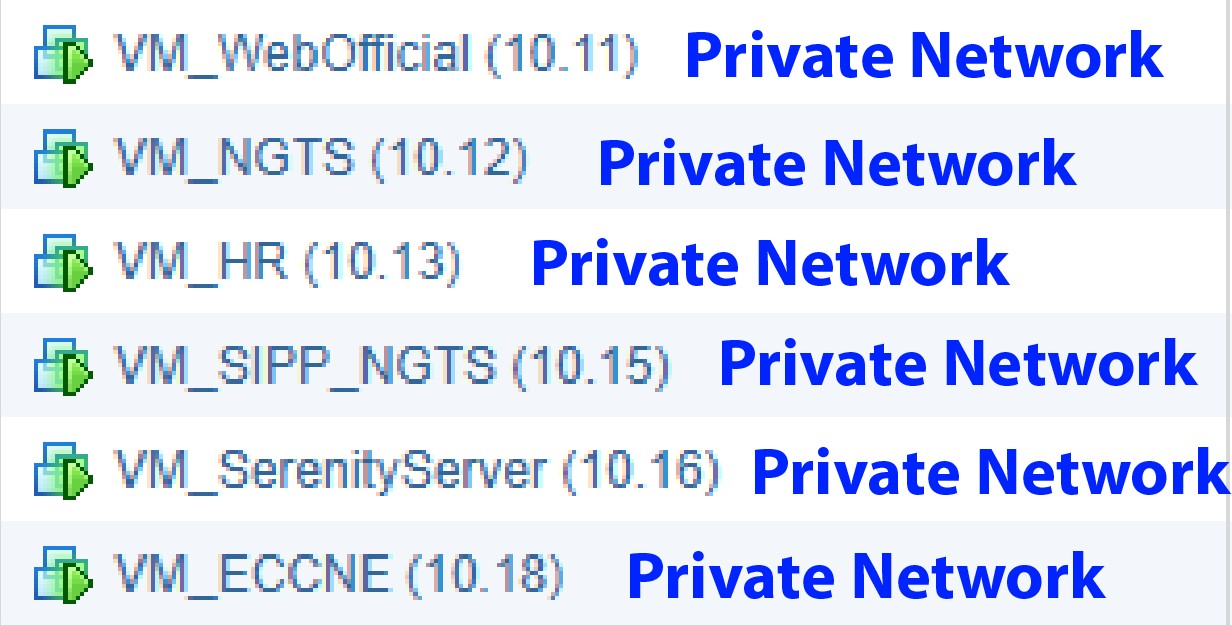 VM_WebOfficial (10.11) Private Network
VM_NGTS (10.12) Private Network
VM_HR (10.13) Private Network
VM_SIPP_NGTS (10.15) Private Network
VM_SerenityServer (10.16) Private Network
VM_ECCNE (10.18) Private Network